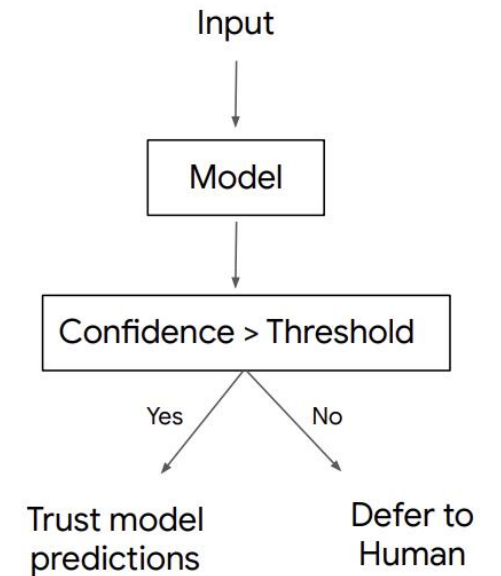 Input
Model
Confidence > Threshold
Yes
No
Trust model
predictions
Defer to
Human